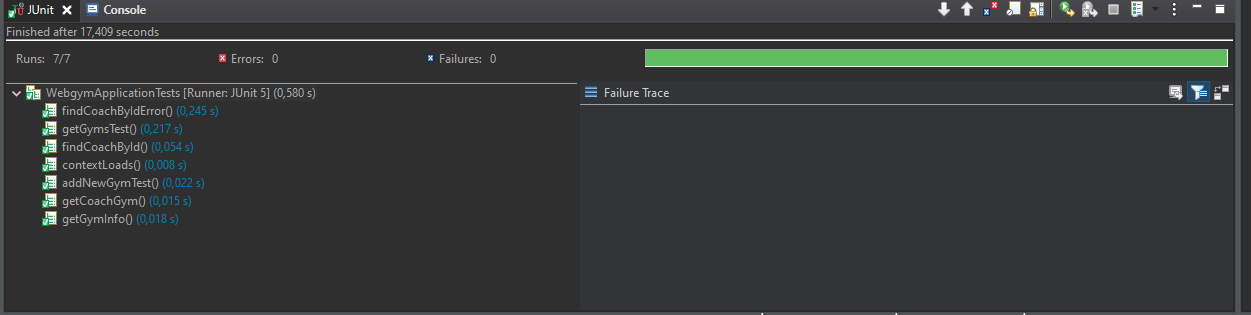 JUnit Console
Finished after 17,409 seconds
Runs: 7/7 Errors: 0 Failures: 0
WebgymApplicationTests [Runner: JUnit 5] (0,580 s)
Failure Trace
findCoachByIdError() (0,245 s)
getGymsTest() (0,217 s)
findCoachById() (0,054 s)
contextLoads() (0,008 s)
addNewGymTest() (0,022 s)
getCoachGym() (0,015 s)
getGymInfo() (0,018 s)